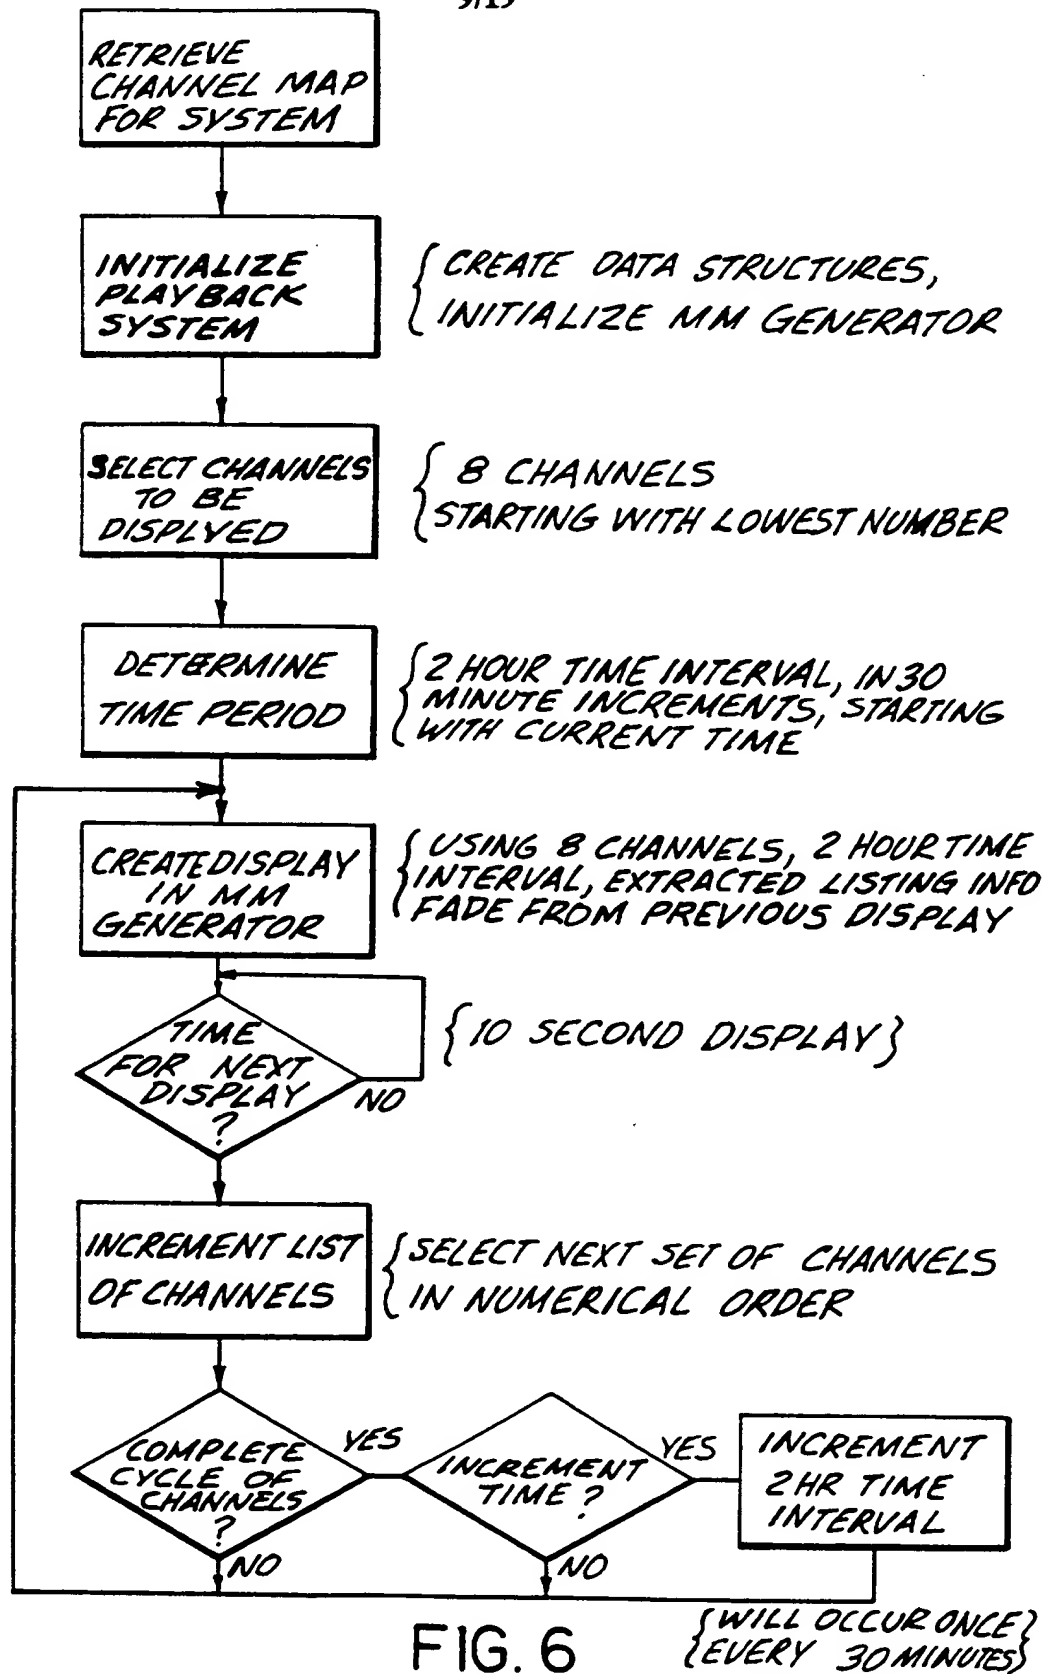 RETRIEVE
CHANNEL MAP
FOR SYSTEM
INITIALIZE
PLAYBACK
SYSTEM
{ CREATE DATA STRUCTURES,
INITIALIZE MM GENERATOR
SELECT CHANNELS
TO BE
DISPLYED
{ 8 CHANNELS
STARTING WITH LOWEST NUMBER
DETERMINE
TIME PERIOD
{ 2 HOUR TIME INTERVAL, IN 30
MINUTE INCREMENTS, STARTING
WITH CURRENT TIME
CREATE DISPLAY
IN MM
GENERATOR
{ USING 8 CHANNELS, 2 HOUR TIME
INTERVAL, EXTRACTED LISTING INFO
FADE FROM PREVIOUS DISPLAY
TIME
FOR NEXT
DISPLAY
?
NO
{ 10 SECOND DISPLAY }
INCREMENT LIST
OF CHANNELS
{ SELECT NEXT SET OF CHANNELS
IN NUMERICAL ORDER
COMPLETE
CYCLE OF
CHANNELS
?
YES
NO
INCREMENT
TIME ?
YES
NO
INCREMENT
2 HR TIME
INTERVAL
{ WILL OCCUR ONCE }
{ EVERY 30 MINUTES }
FIG. 6